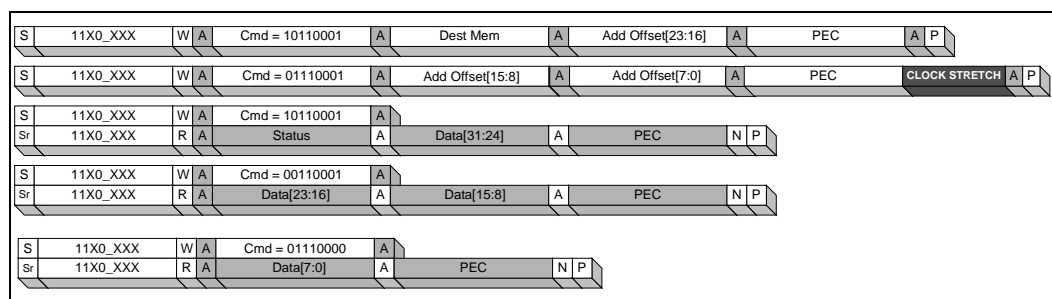 S 11X0_XXX W A Cmd = 10110001 A Dest Mem A Add Offset[23:16] A PEC A P
S 11X0_XXX W A Cmd = 01110001 A Add Offset[15:8] A Add Offset[7:0] A PEC CLOCK STRETCH A P
S 11X0_XXX W A Cmd = 10110001 A
Sr 11X0_XXX R A Status A Data[31:24] A PEC N P
S 11X0_XXX W A Cmd = 00110001 A
Sr 11X0_XXX R A Data[23:16] A Data[15:8] A PEC N P
S 11X0_XXX W A Cmd = 01110000 A
Sr 11X0_XXX R A Data[7:0] A PEC N P